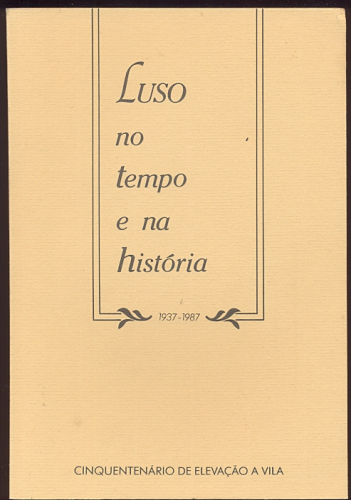 Luso
no
tempo
e na
história
1937-1987
CINQUENTENÁRIO DE ELEVAÇÃO A VILA